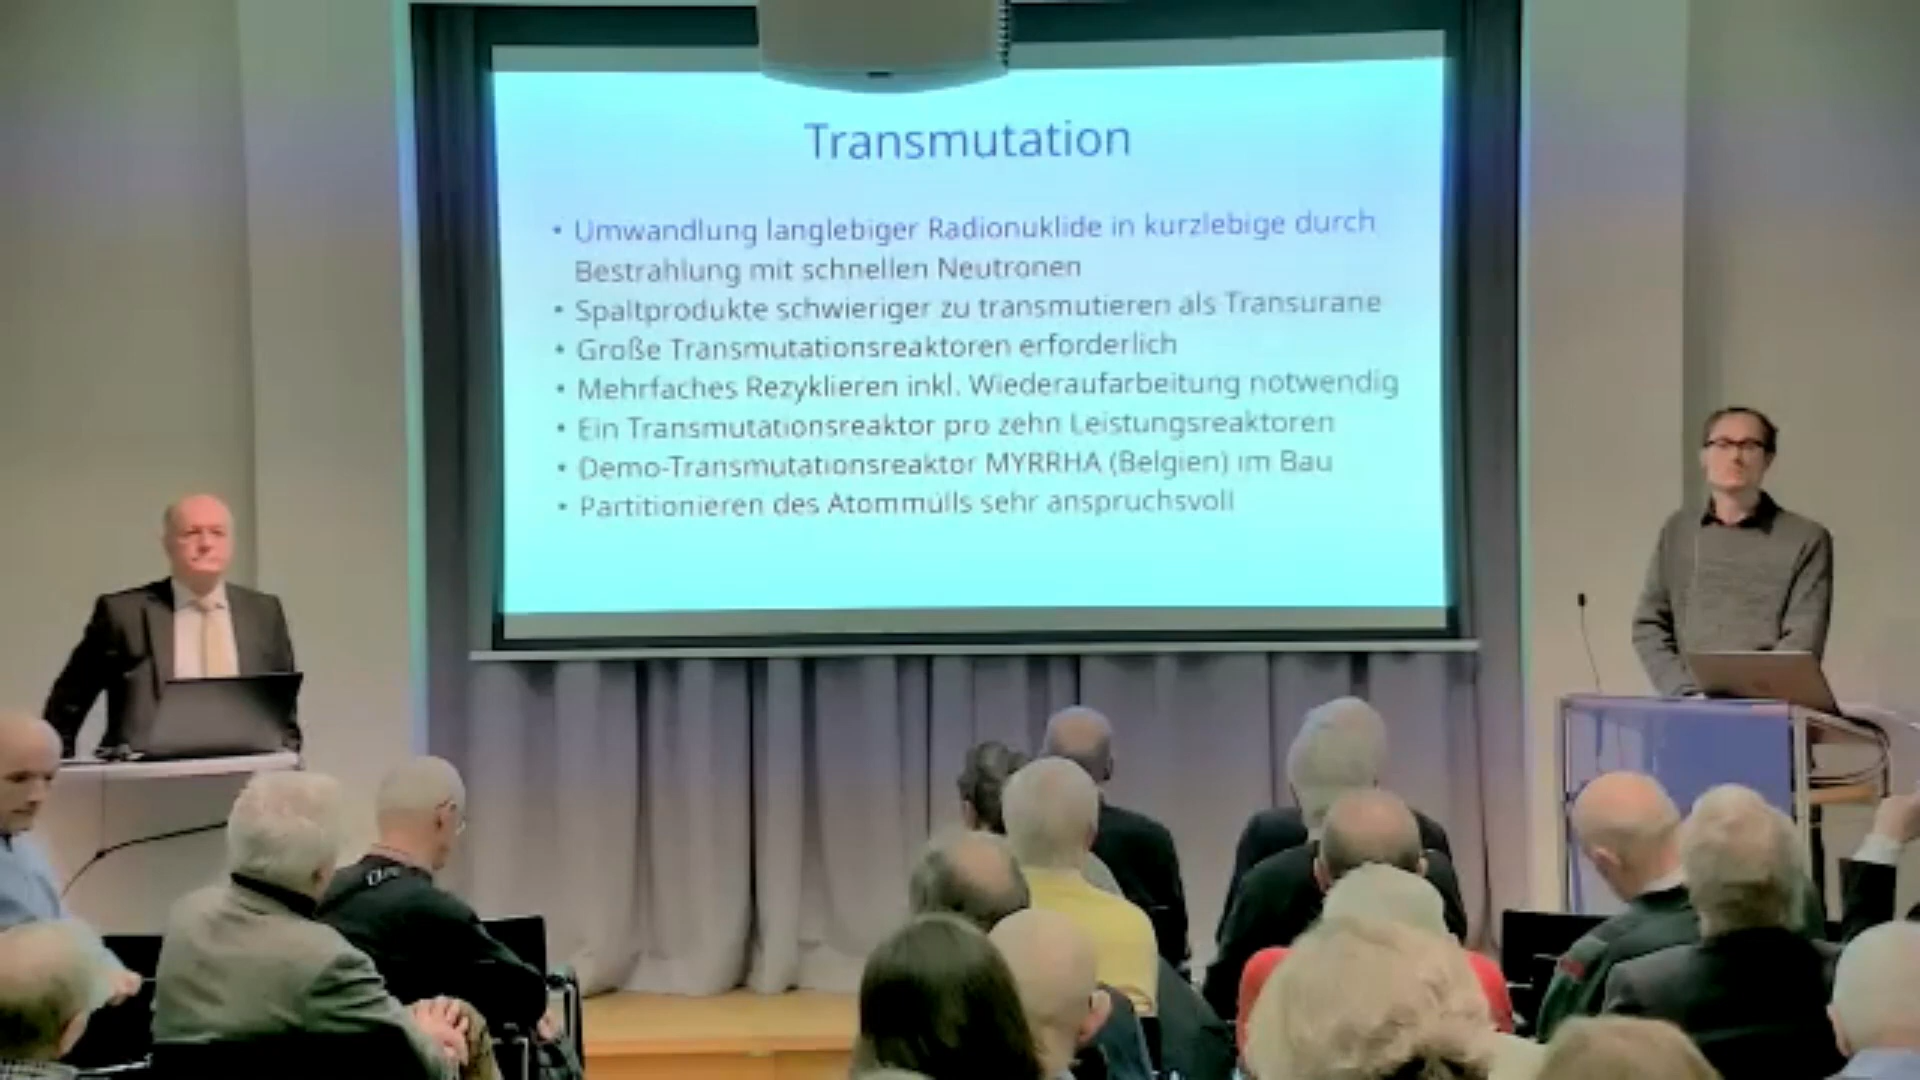 Transmutation
• Umwandlung langlebiger Radionuklide in kurzlebige durch
Bestrahlung mit schnellen Neutronen
• Spaltprodukte schwieriger zu transmutieren als Transurane
• Große Transmutationsreaktoren erforderlich
• Mehrfaches Rezyklieren inkl. Wiederaufarbeitung notwendig
• Ein Transmutationsreaktor pro zehn Leistungsreaktoren
• Demo-Transmutationsreaktor MYRRHA (Belgien) im Bau
• Partitionieren des Atommülls sehr anspruchsvoll